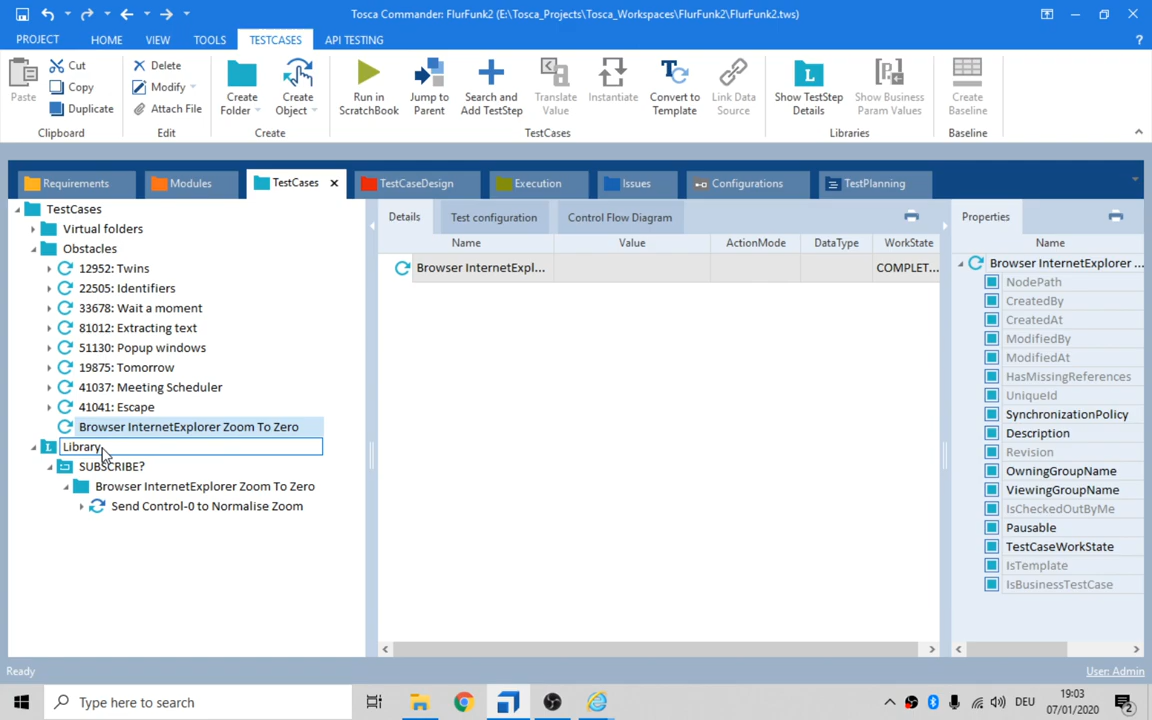 Tosca Commander: FlurFunk2 (E:\Tosca_Projects\Tosca_Workspaces\FlurFunk2\FlurFunk2.tws)
PROJECT HOME VIEW TOOLS TESTCASES API TESTING ?
Paste
Cut
Copy
Duplicate
Clipboard
Delete
Modify
Attach File
Edit
Create Folder
Create Object
Create
Run in ScratchBook
Jump to Parent
Search and Add TestStep
Translate Value
Instantiate
Convert to Template
Link Data Source
TestCases
Show TestStep Details
Show Business Param Values
Libraries
Create Baseline
Baseline
Requirements Modules TestCases TestCaseDesign Execution Issues Configurations TestPlanning
TestCases
Virtual folders
Obstacles
12952: Twins
22505: Identifiers
33678: Wait a moment
81012: Extracting text
51130: Popup windows
19875: Tomorrow
41037: Meeting Scheduler
41041: Escape
Browser InternetExplorer Zoom To Zero
Library
SUBSCRIBE?
Browser InternetExplorer Zoom To Zero
Send Control-0 to Normalise Zoom
Details Test configuration Control Flow Diagram
Name Value ActionMode DataType WorkState
Browser InternetExpl... COMPLET...
Properties
Name
Browser InternetExplorer ...
NodePath
CreatedBy
CreatedAt
ModifiedBy
ModifiedAt
HasMissingReferences
UniqueId
SynchronizationPolicy
Description
Revision
OwningGroupName
ViewingGroupName
IsCheckedOutByMe
Pausable
TestCaseWorkState
IsTemplate
IsBusinessTestCase
Ready
User: Admin
Type here to search
DEU
19:03
07/01/2020
2